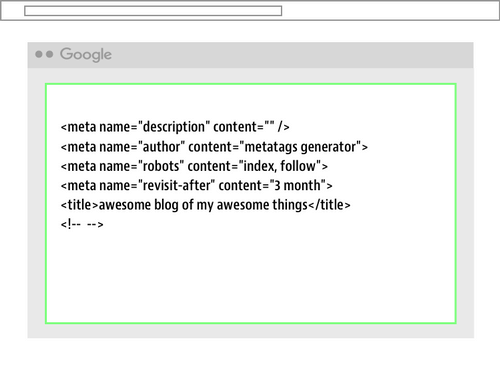 Google
<meta name="description" content="" />
<meta name="author" content="metatags generator">
<meta name="robots" content="index, follow">
<meta name="revisit-after" content="3 month">
<title>awesome blog of my awesome things</title>
<!--  -->